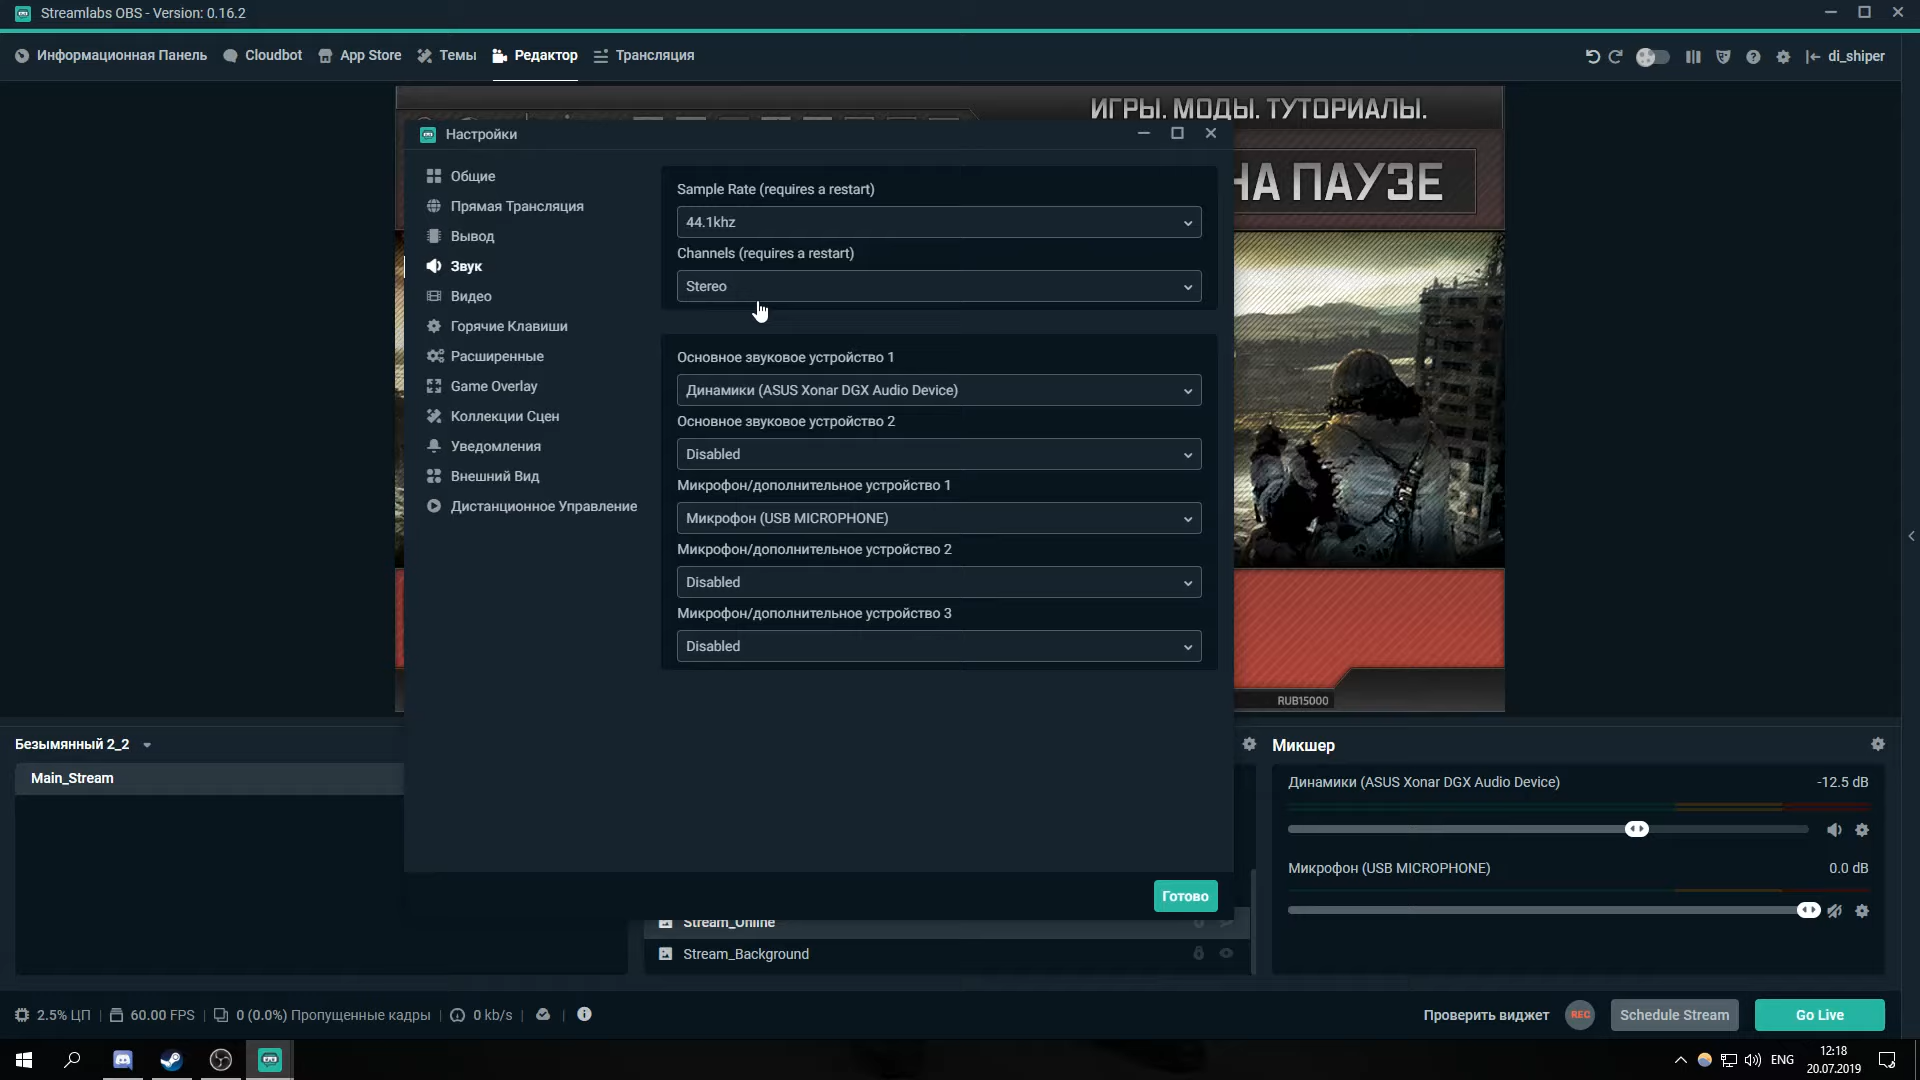 Streamlabs OBS - Version: 0.16.2
Информационная Панель
Cloudbot
App Store
Темы
Редактор
Трансляция
di_shiper
ИГРЫ. МОДЫ. ТУТОРИАЛЫ.
НА ПАУЗЕ
RUB15000
Настройки
Общие
Прямая Трансляция
Вывод
Звук
Видео
Горячие Клавиши
Расширенные
Game Overlay
Коллекции Сцен
Уведомления
Внешний Вид
Дистанционное Управление
Sample Rate (requires a restart)
44.1khz
Channels (requires a restart)
Stereo
Основное звуковое устройство 1
Динамики (ASUS Xonar DGX Audio Device)
Основное звуковое устройство 2
Disabled
Микрофон/дополнительное устройство 1
Микрофон (USB MICROPHONE)
Микрофон/дополнительное устройство 2
Disabled
Микрофон/дополнительное устройство 3
Disabled
Готово
Безымянный 2_2
Main_Stream
Stream_Online
Stream_Background
Микшер
Динамики (ASUS Xonar DGX Audio Device) -12.5 dB
Микрофон (USB MICROPHONE) 0.0 dB
2.5% ЦП
60.00 FPS
0 (0.0%) Пропущенные кадры
0 kb/s
Проверить виджет
REC
Schedule Stream
Go Live
ENG
12:18
20.07.2019